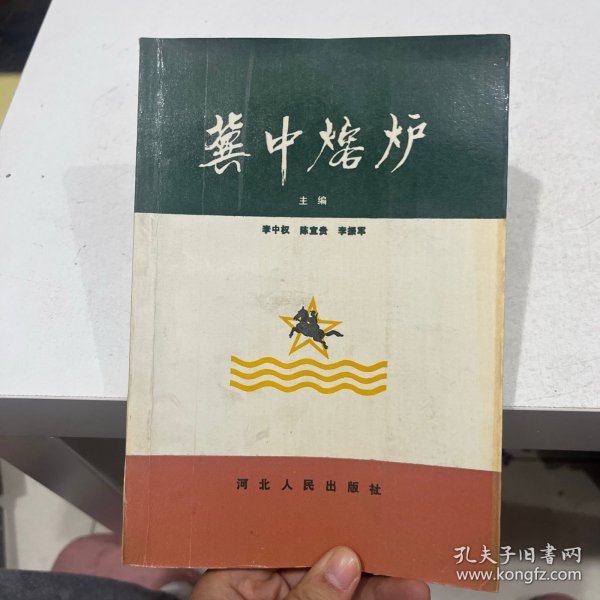 冀中熔炉
主编
李中权 陈宜贵 李振军
河北人民出版社
孔夫子旧书网
www.kongfz.com